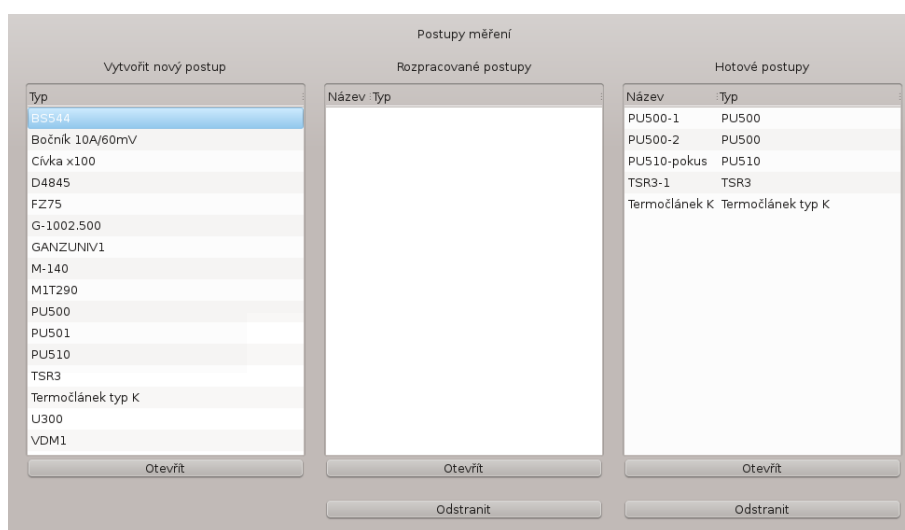 Postupy měření
Vytvořit nový postup
Typ
BS544
Bočník 10A/60mV
Cívka x100
D4845
FZ75
G-1002.500
GANZUNIV1
M-140
M1T290
PU500
PU501
PU510
TSR3
Termočlánek typ K
U300
VDM1
Otevřít
Rozpracované postupy
Název Typ
Otevřít
Odstranit
Hotové postupy
Název Typ
PU500-1 PU500
PU500-2 PU500
PU510-pokus PU510
TSR3-1 TSR3
Termočlánek K Termočlánek typ K
Otevřít
Odstranit